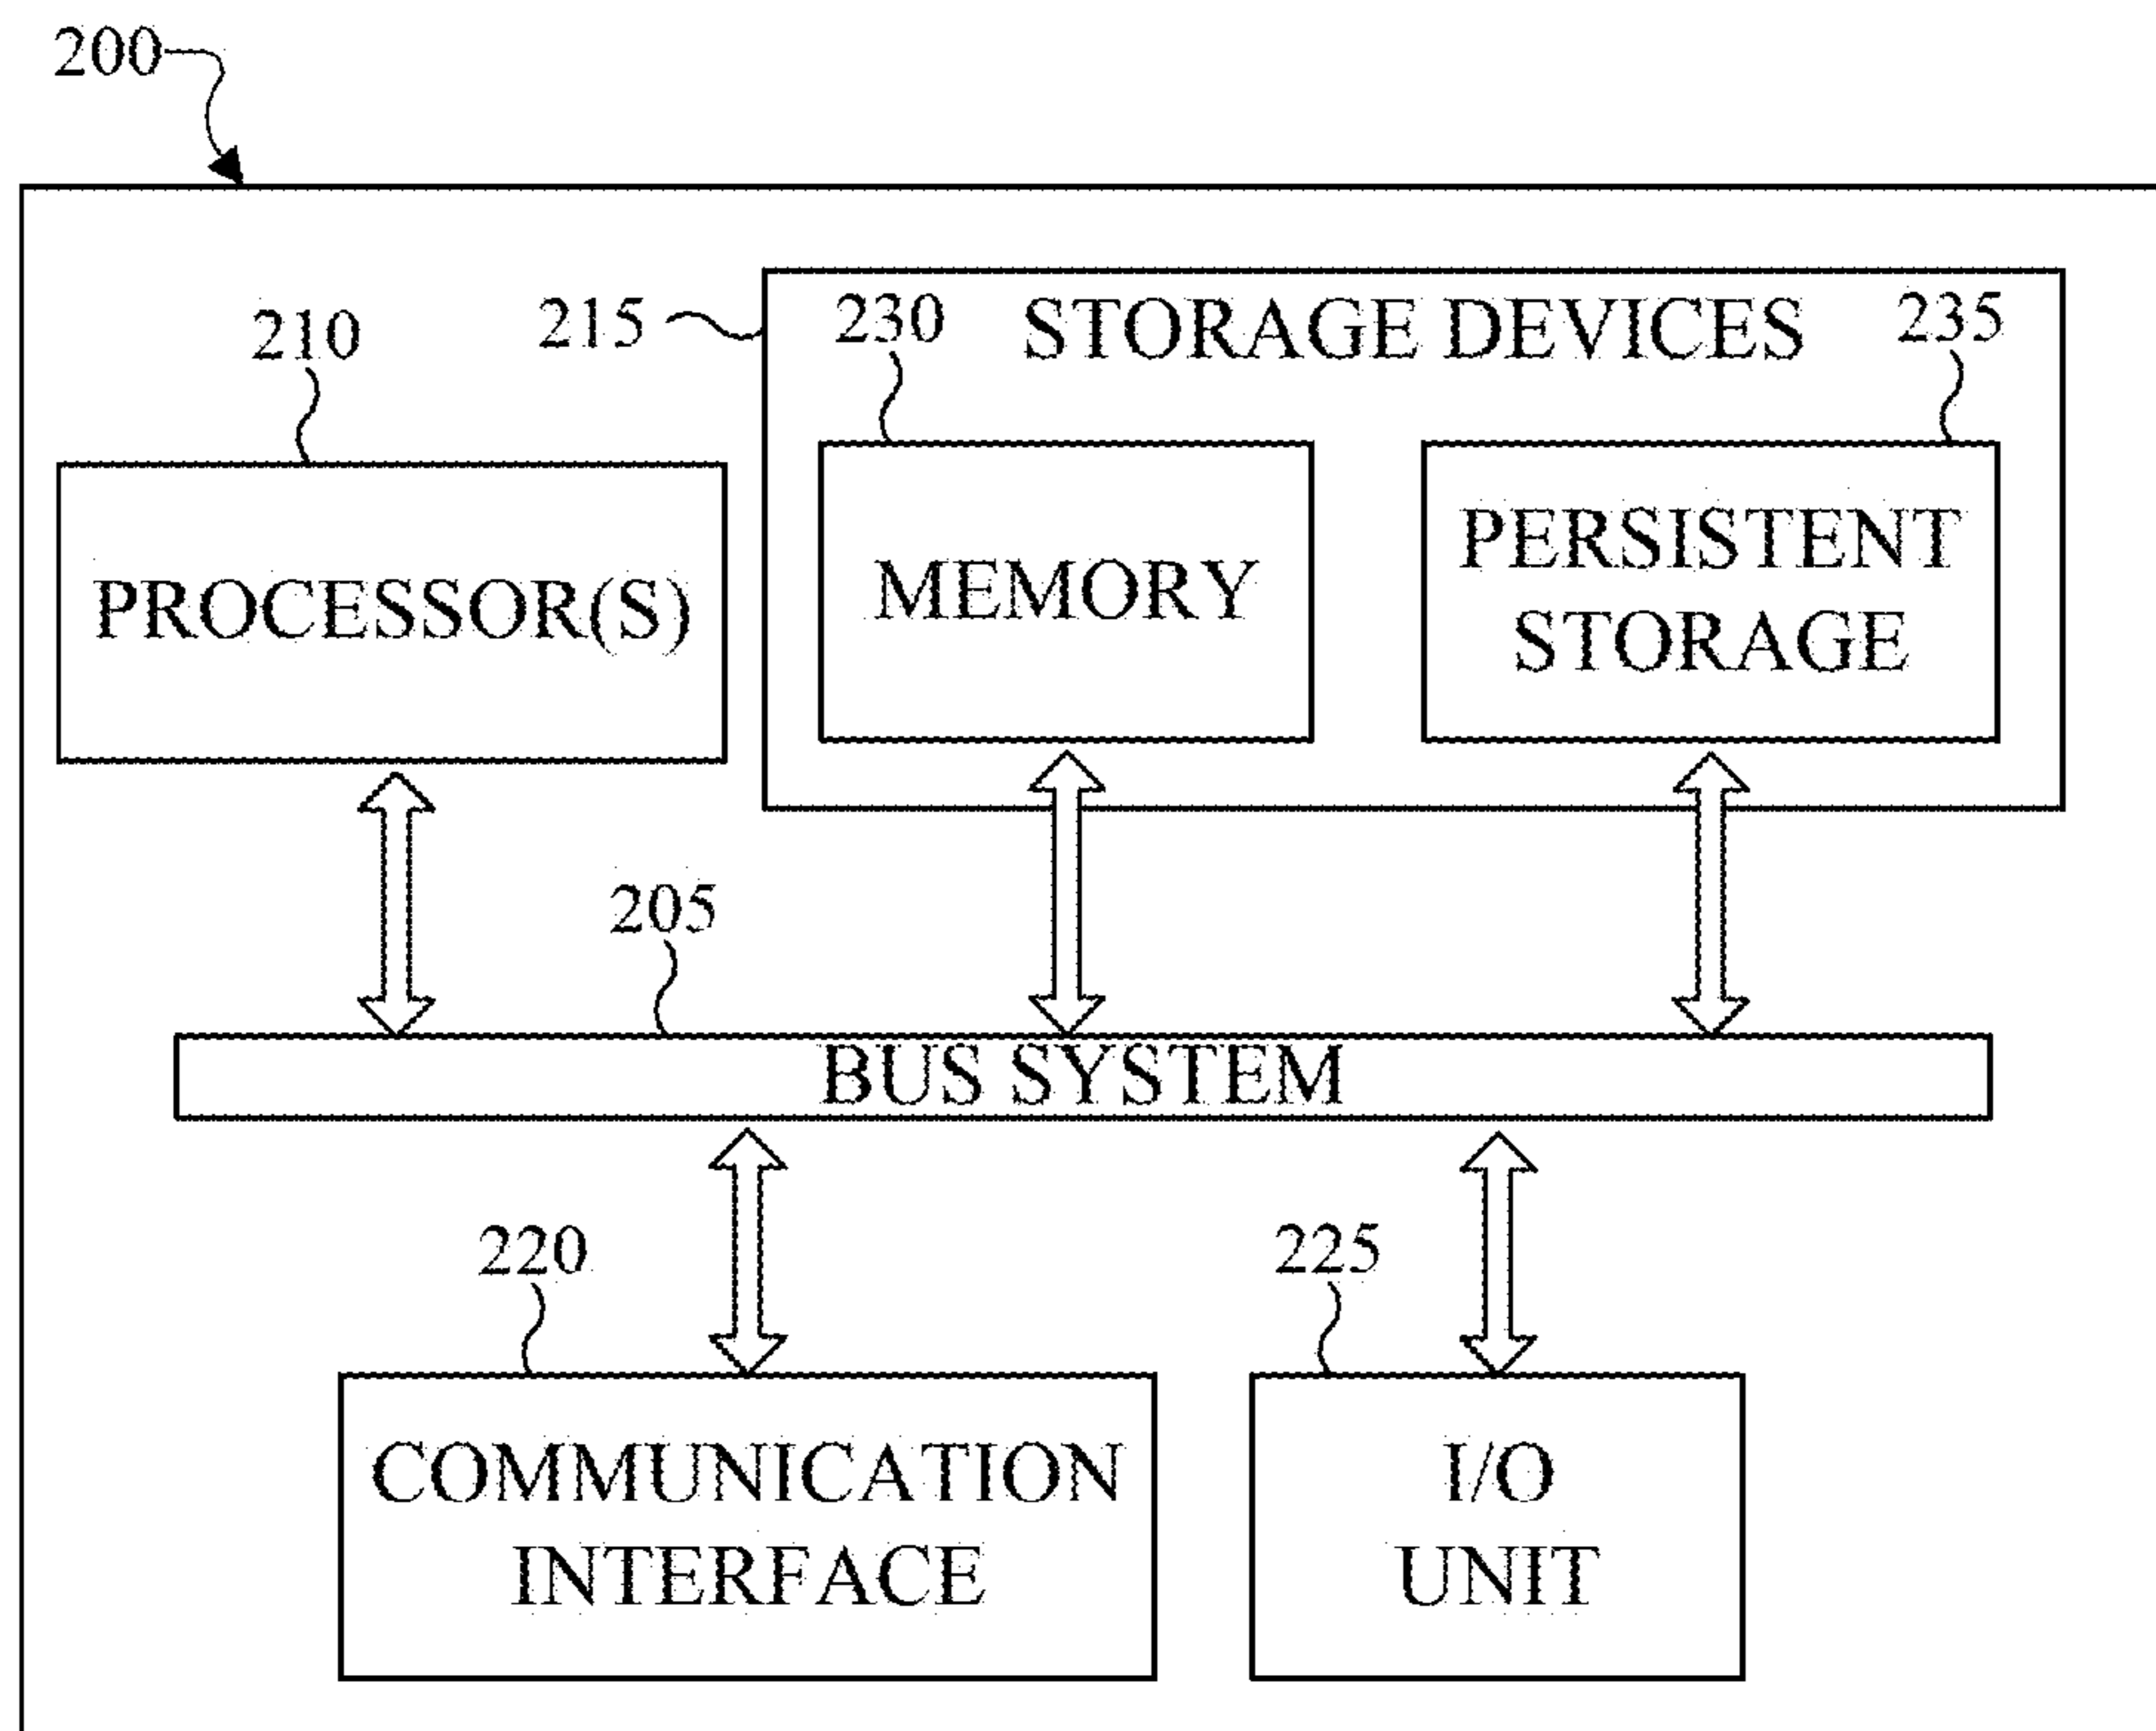 200
210
215
230
STORAGE DEVICES
235
PROCESSOR(S)
MEMORY
PERSISTENT
STORAGE
205
BUS SYSTEM
220
225
COMMUNICATION
INTERFACE
I/O
UNIT